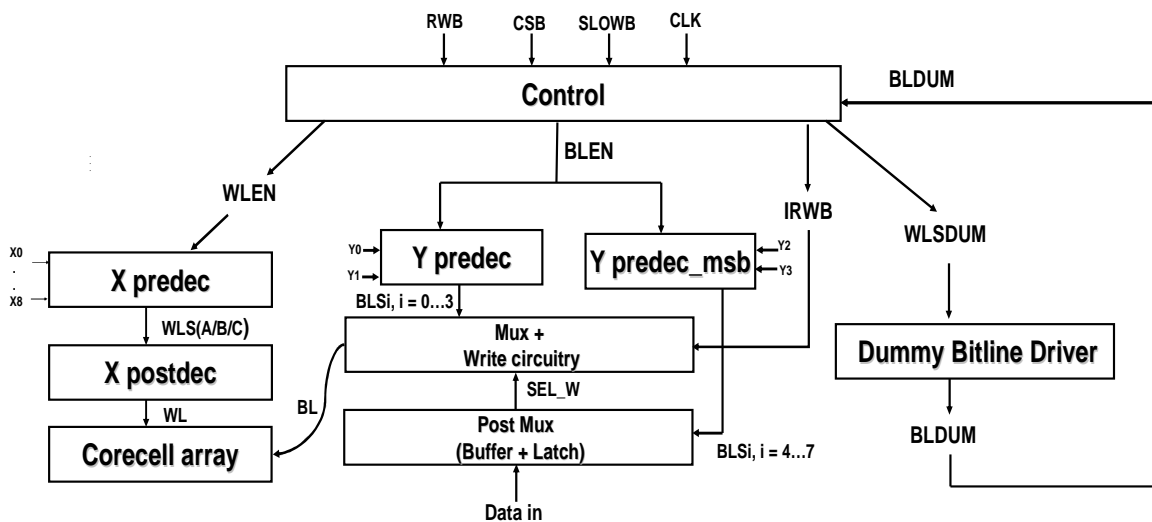 RWB CSB SLOWB CLK
Control
BLDUM
BLEN
WLEN
IRWB
WLSDUM
X0
.
.
X8
X predec
Y0
Y1
Y predec
Y predec_msb
Y2
Y3
BLSi, i = 0…3
WLS(A/B/C)
Mux +
Write circuitry
Dummy Bitline Driver
X postdec
SEL_W
BL
WL
Post Mux
(Buffer + Latch)
BLDUM
Corecell array
BLSi, i = 4…7
Data in